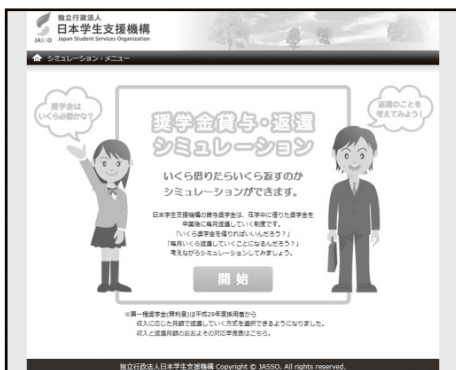 独立行政法人
日本学生支援機構
JASSO Japan Student Services Organization
シミュレーション・メニュー
奨学金は
いくら必要かな?
返還のことを
考えてみよう!
奨学金貸与・返還
シミュレーション
いくら借りたらいくら返すのか
シミュレーションができます。
日本学生支援機構の貸与奨学金は、在学中に借りた奨学金を
卒業後に毎月返還していく制度です。
「いくら奨学金を借りればいいんだろう?」
「毎月いくら返還していくことになるんだろう?」
考えながらシミュレーションしてみましょう。
開始
※第一種奨学金(無利息)は平成29年度採用者から
収入に応じた月額で返還していく方式を選択できるようになりました。
収入と返還月額のおおよその対応早見表はこちら。
独立行政法人日本学生支援機構 Copyright © JASSO. All rights reserved.